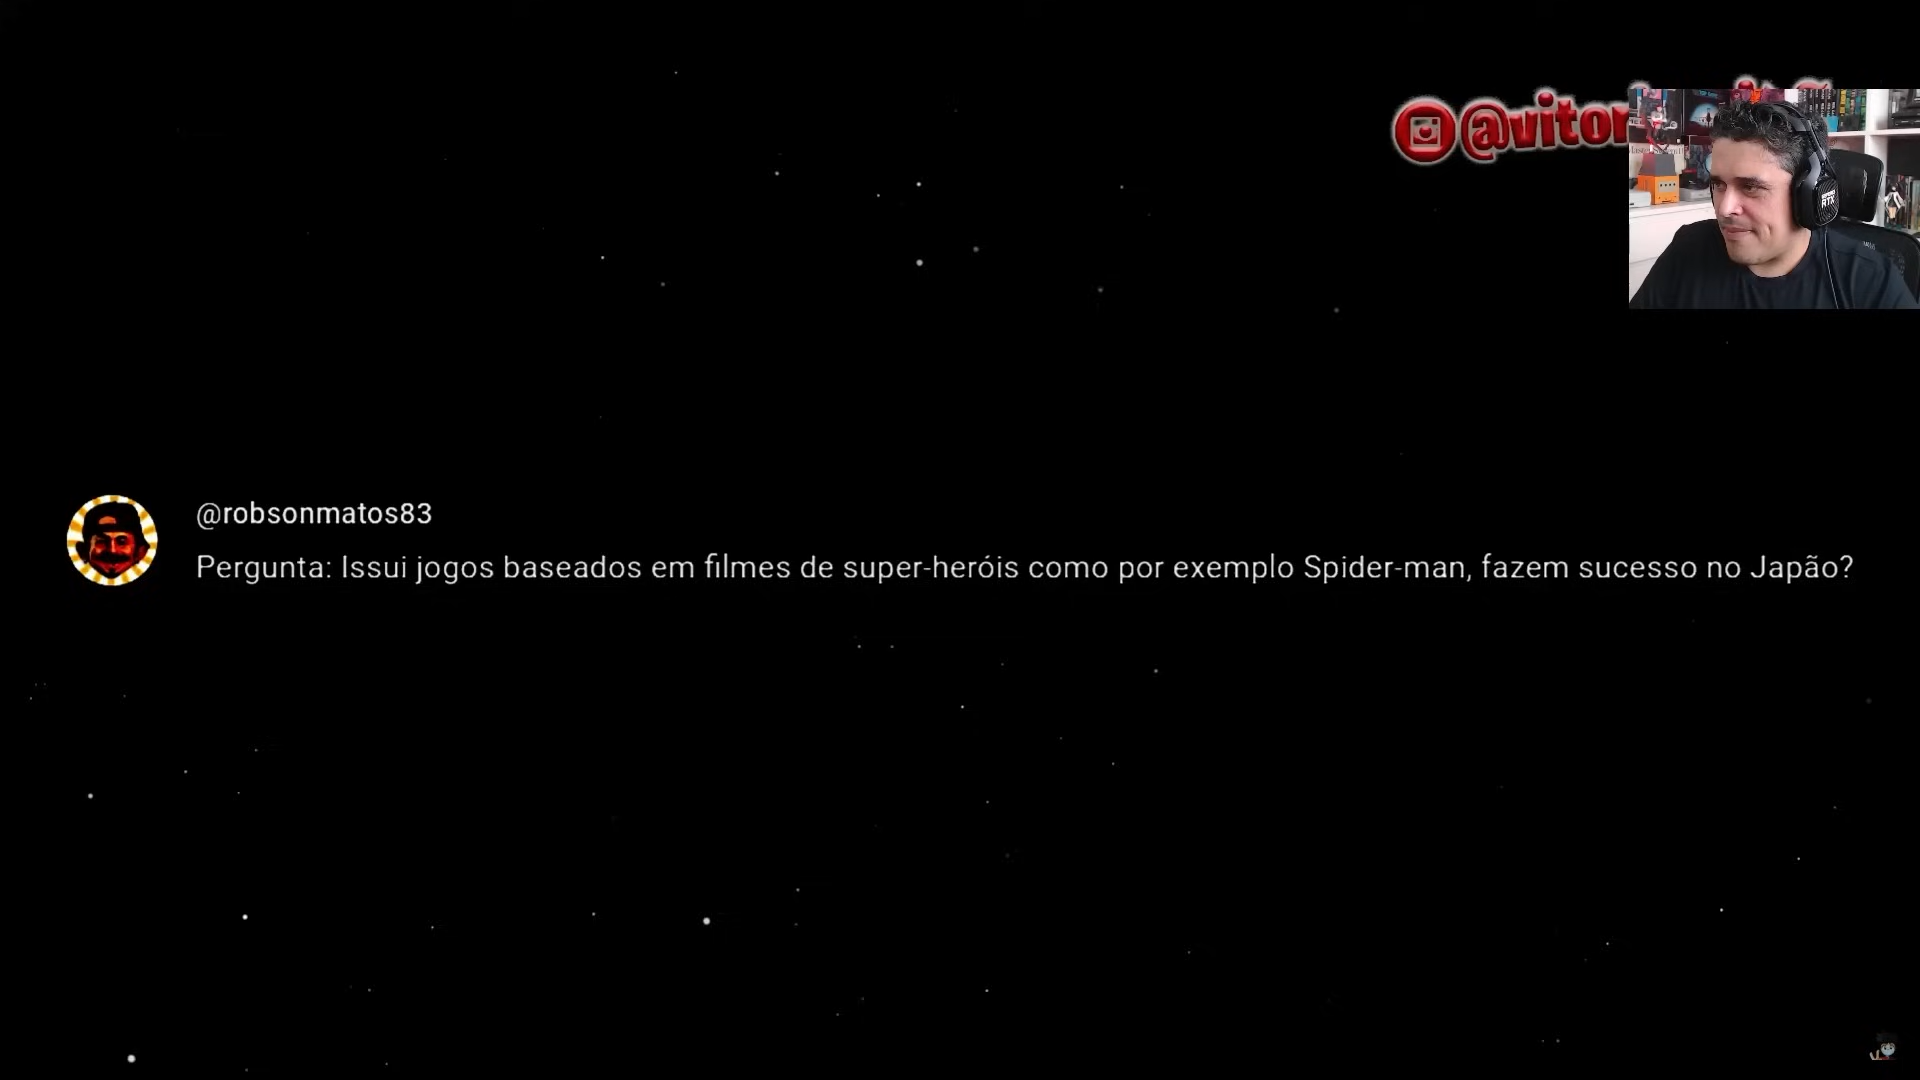 @vitor
@robsonmatos83
Pergunta: Issui jogos baseados em filmes de super-heróis como por exemplo Spider-man, fazem sucesso no Japão?
RTX